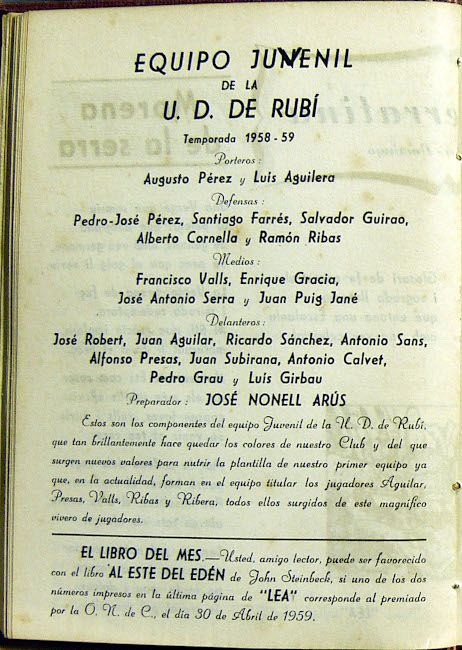 EQUIPO JUVENIL
DE LA
U. D. DE RUBÍ
Temporada 1958 - 59
Porteros :
Augusto Pérez y Luis Aguilera
Defensas :
Pedro-José Pérez, Santiago Farrés, Salvador Guirao,
Alberto Cornella y Ramón Ribas
Medios :
Francisco Valls, Enrique Gracia,
José Antonio Serra y Juan Puig Jané
Delanteros :
José Robert, Juan Aguilar, Ricardo Sánchez, Antonio Sans,
Alfonso Presas, Juan Subirana, Antonio Calvet,
Pedro Grau y Luis Girbau
Preparador : JOSÉ NONELL ARÚS
Estos son los componentes del equipo Juvenil de la U. D. de Rubí,
que tan brillantemente hace quedar los colores de nuestro Club y del que
surgen nuevos valores para nutrir la plantilla de nuestro primer equipo ya
que, en la actualidad, forman en el equipo titular los jugadores Aguilar,
Presas, Valls, Ribas y Ribera, todos ellos surgidos de este magnífico
vivero de jugadores.
EL LIBRO DEL MES.—Usted, amigo lector, puede ser favorecido
con el libro AL ESTE DEL EDÉN de John Steinbeck, si uno de los dos
números impresos en la última página de "LEA" corresponde al premiado
por la O. N. de C., el día 30 de Abril de 1959.